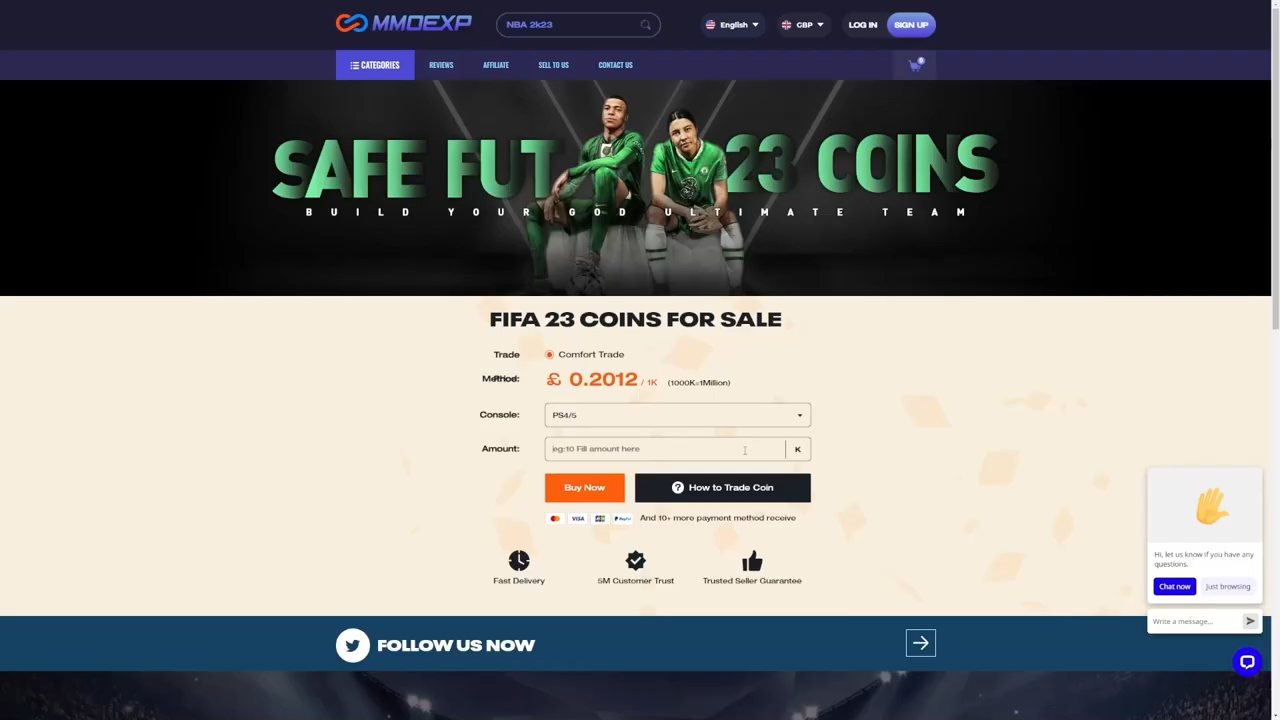 MMOEXP
NBA 2k23
English
GBP
LOG IN
SIGN UP
CATEGORIES
REVIEWS
AFFILIATE
SELL TO US
CONTACT US
0
SAFE FUT 23 COINS
BUILD YOUR GOD ULTIMATE TEAM
FIFA 23 COINS FOR SALE
Trade
Comfort Trade
Method:
£ 0.2012 / 1K (1000K=1Million)
Console:
PS4/5
Amount:
eg:10 Fill amount here
K
Buy Now
? How to Trade Coin
VISA
JCB
PayPal
And 10+ more payment method receive
Fast Delivery
5M Customer Trust
Trusted Seller Guarantee
Hi, let us know if you have any
questions.
Chat now
Just browsing
Write a message...
FOLLOW US NOW